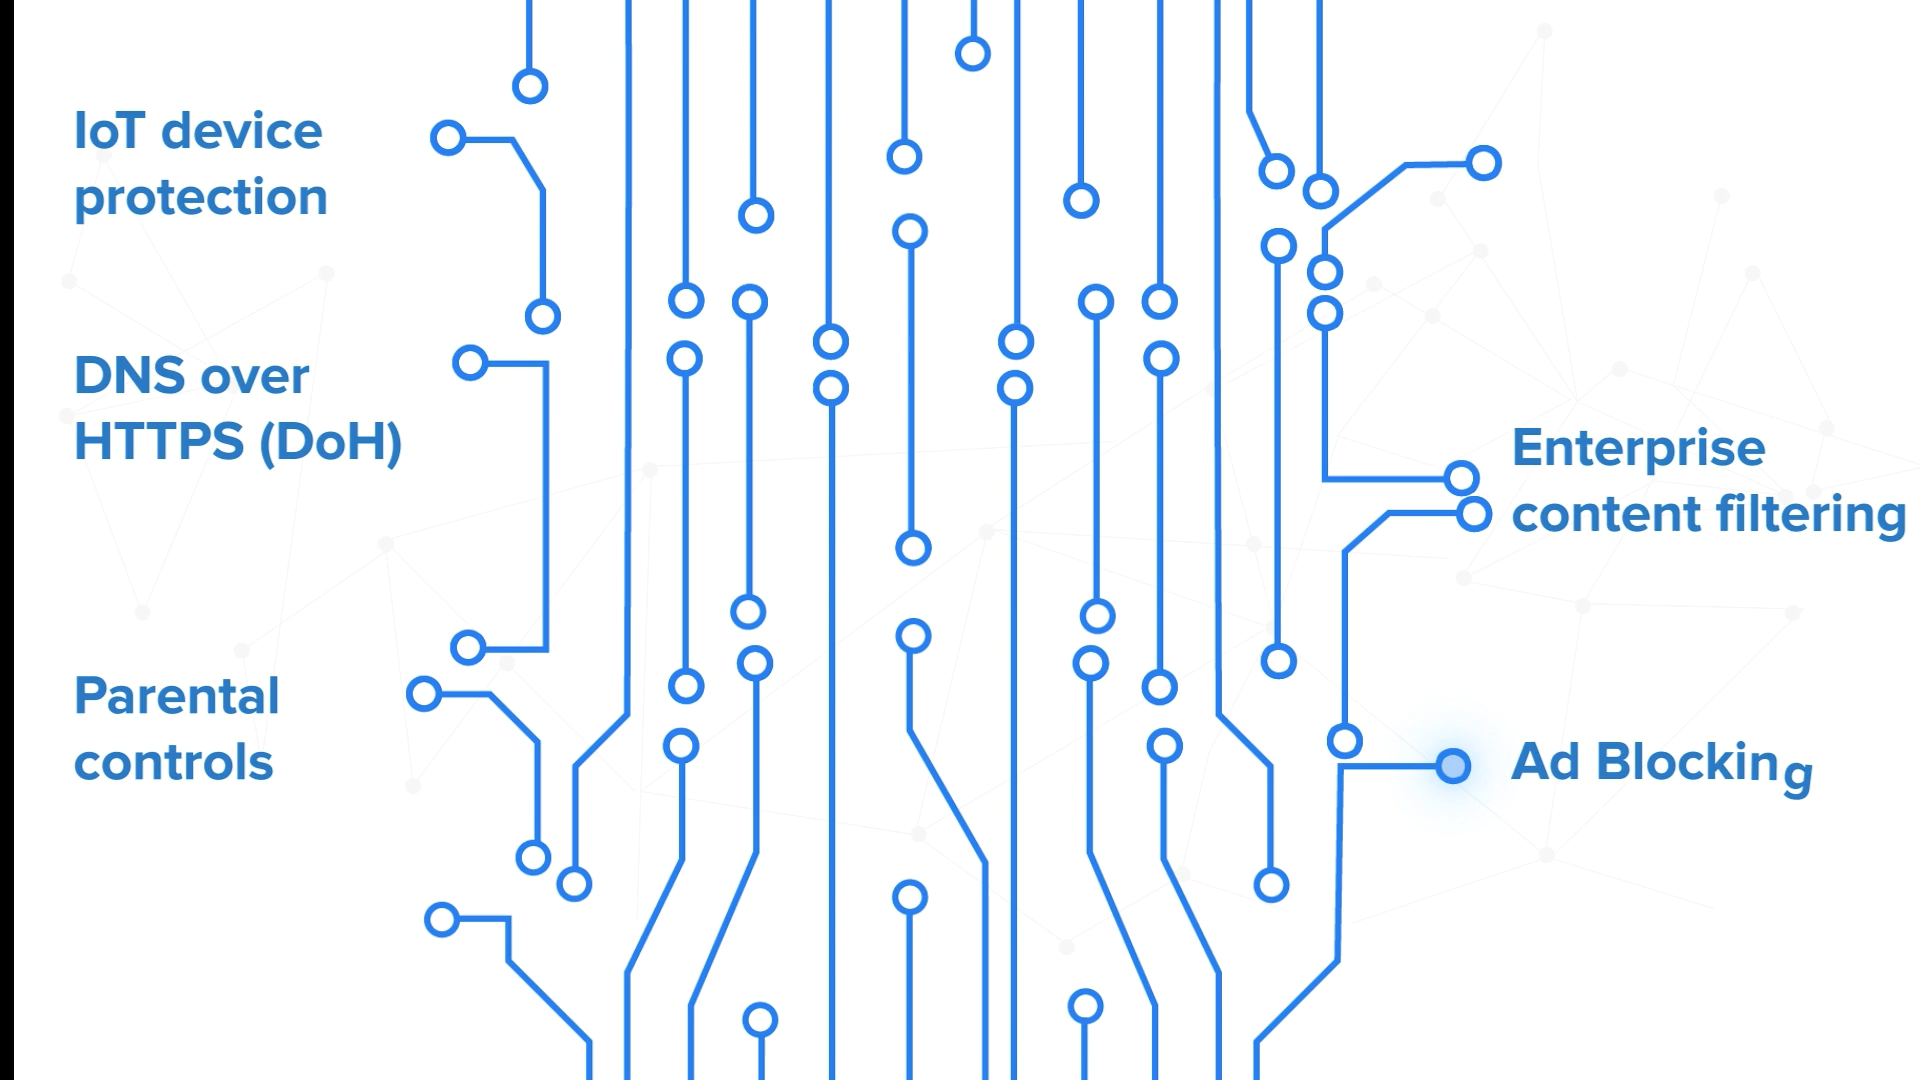 IoT device
protection
DNS over
HTTPS (DoH)
Parental
controls
Enterprise
content filtering
Ad Blocking